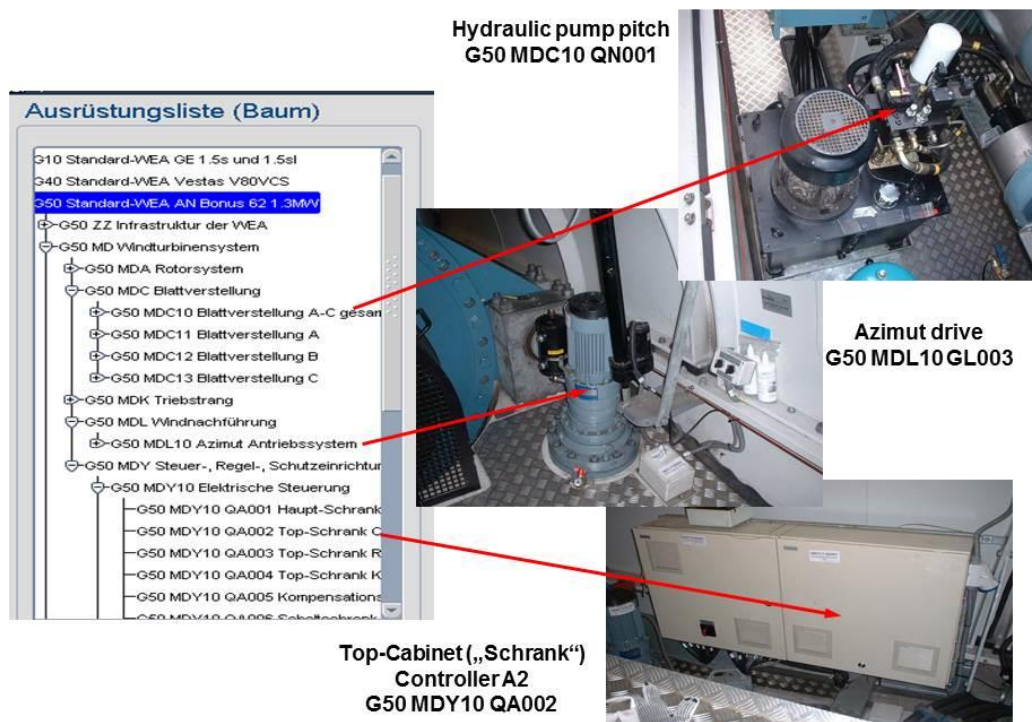 Hydraulic pump pitch
G50 MDC10 QN001
Ausrüstungsliste (Baum)
G10 Standard-WEA GE 1.5s und 1.5sl
G40 Standard-WEA Vestas V80VCS
G50 Standard-WEA AN Bonus 62 1.3MW
G50 ZZ Infrastruktur der WEA
G50 MD Windturbinensystem
G50 MDA Rotorsystem
G50 MDC Blattverstellung
G50 MDC10 Blattverstellung A-C gesam
G50 MDC11 Blattverstellung A
G50 MDC12 Blattverstellung B
G50 MDC13 Blattverstellung C
G50 MDK Triebstrang
G50 MDL Windnachführung
G50 MDL10 Azimut Antriebssystem
G50 MDY Steuer-, Regel-, Schutzeinrichtur
G50 MDY10 Elektrische Steuerung
G50 MDY10 QA001 Haupt-Schrank
G50 MDY10 QA002 Top-Schrank C
G50 MDY10 QA003 Top-Schrank R
G50 MDY10 QA004 Top-Schrank K
G50 MDY10 QA005 Kompensations
G50 MDY10 QA006 Schaltschrank
Azimut drive
G50 MDL10 GL003
Top-Cabinet („Schrank“)
Controller A2
G50 MDY10 QA002